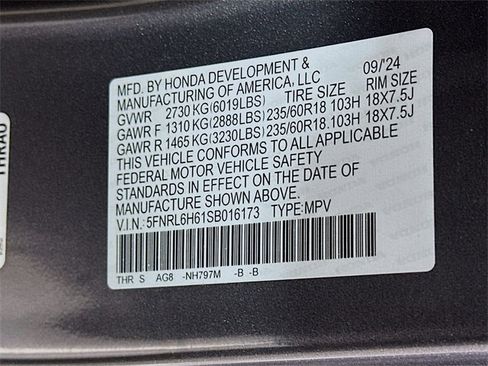 MFD. BY HONDA DEVELOPMENT & 09/'24
MANUFACTURING OF AMERICA, LLC
GVWR 2730 KG(6019LBS) TIRE SIZE RIM SIZE
GAWR F 1310 KG(2888LBS) 235/60R18 103H 18X7.5J
GAWR R 1465 KG(3230LBS) 235/60R18 103H 18X7.5J
THIS VEHICLE CONFORMS TO ALL APPLICABLE
FEDERAL MOTOR VEHICLE SAFETY
STANDARDS IN EFFECT ON THE DATE OF
MANUFACTURE SHOWN ABOVE.
V.I.N.: 5FNRL6H61SB016173 TYPE:MPV
THR S AG8 -NH797M -B -B